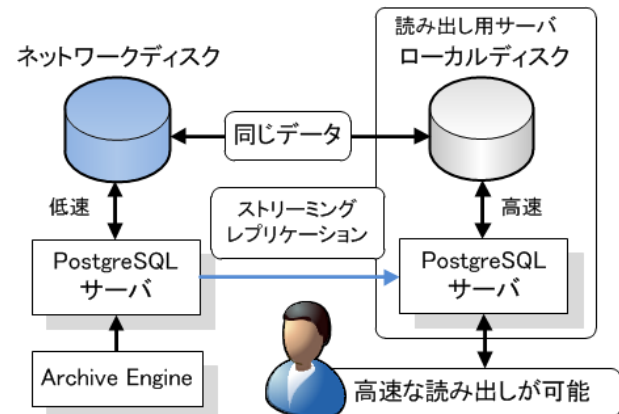 読み出し用サーバ
ネットワークディスク
ローカルディスク
同じデータ
低速
ストリーミング
レプリケーション
高速
PostgreSQL
サーバ
PostgreSQL
サーバ
Archive Engine
高速な読み出しが可能